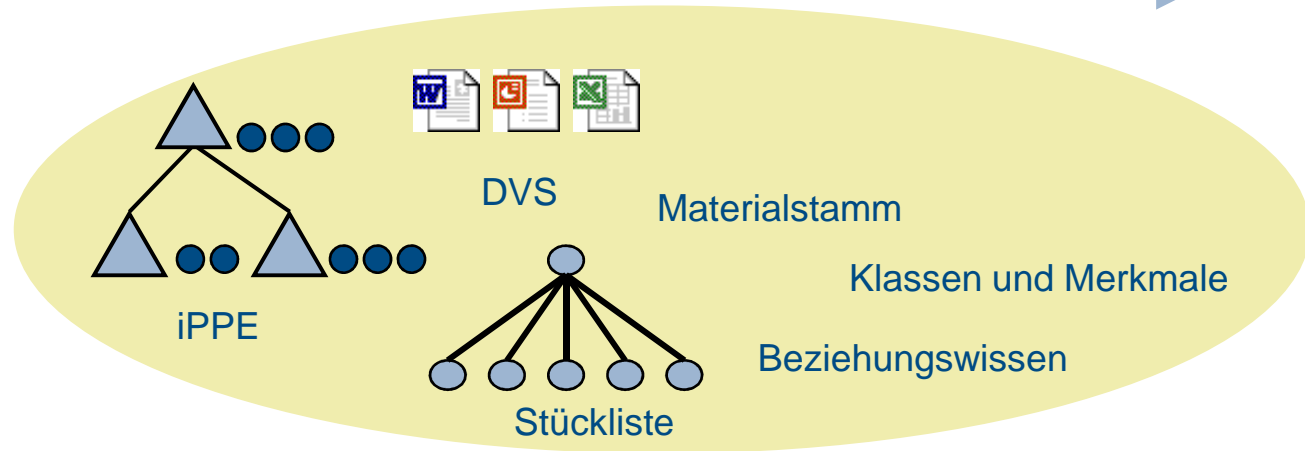 W
DVS
Materialstamm
Klassen und Merkmale
iPPE
Beziehungswissen
Stückliste